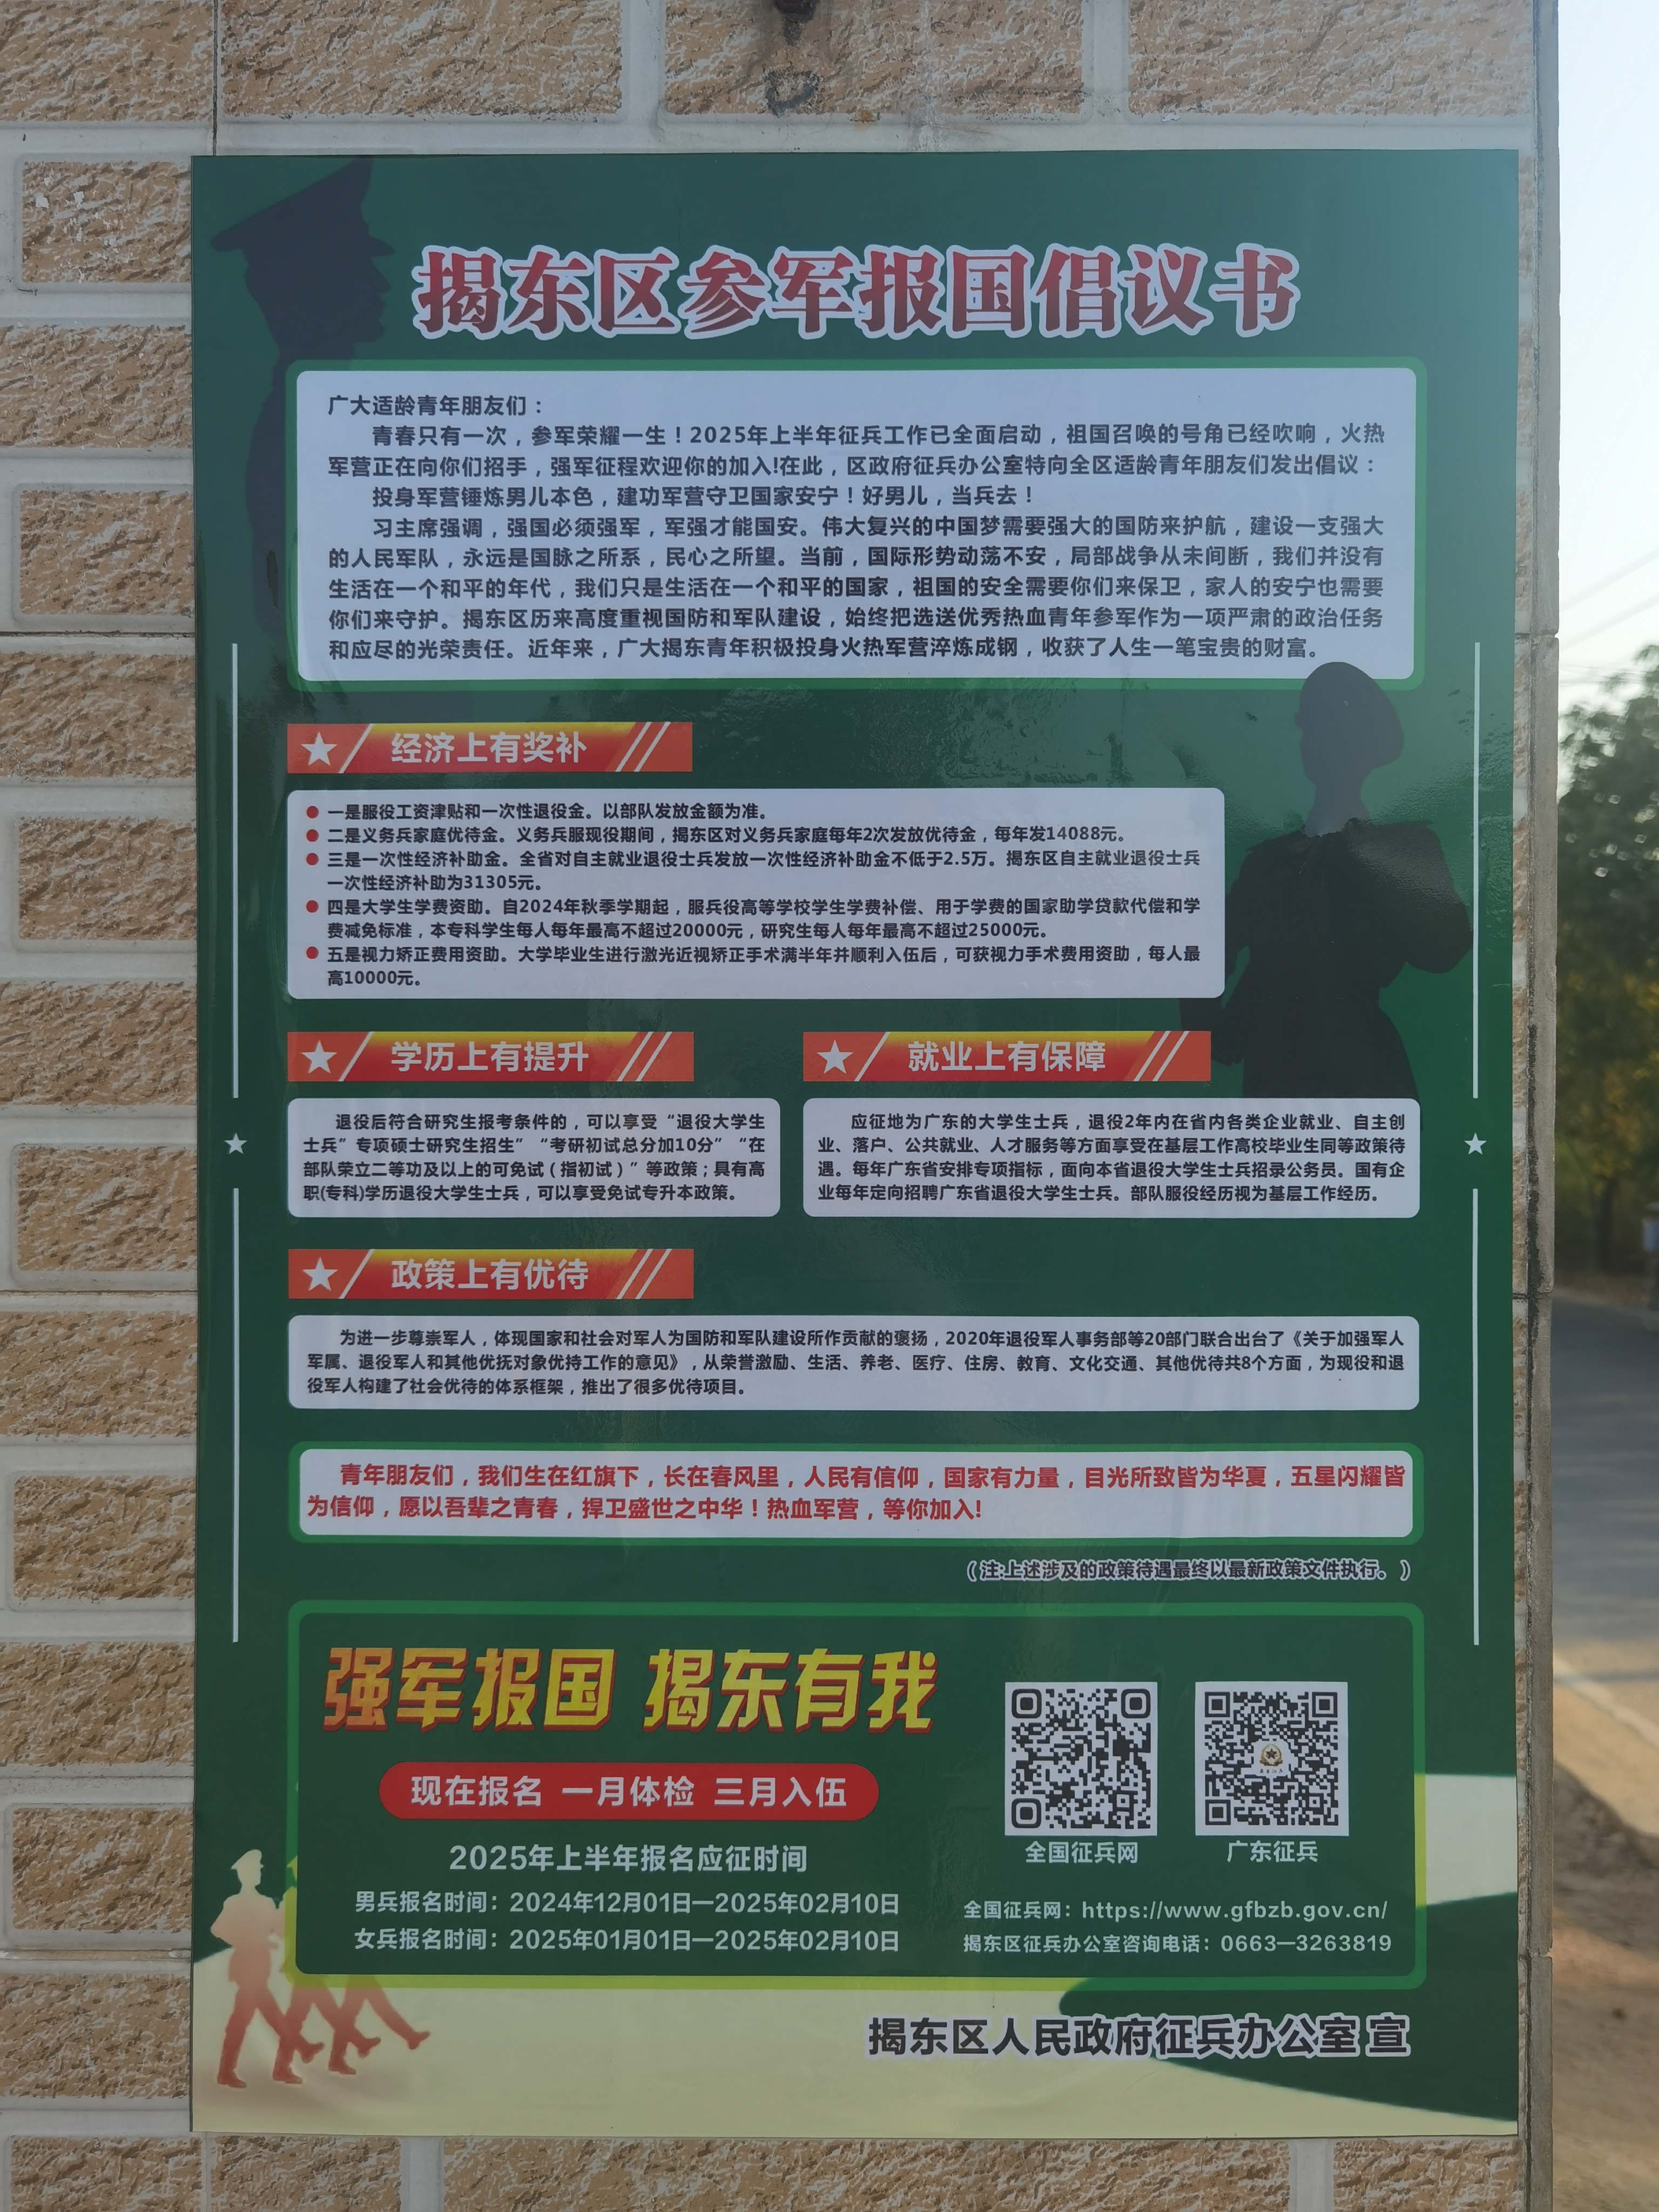 揭东区参军报国倡议书
广大适龄青年朋友们：
青春只有一次，参军荣耀一生！2025年上半年征兵工作已全面启动，祖国召唤的号角已经吹响，火热
军营正在向你们招手，强军征程欢迎你的加入!在此，区政府征兵办公室特向全区适龄青年朋友们发出倡议：
投身军营锤炼男儿本色，建功军营守卫国家安宁！好男儿，当兵去！
习主席强调，强国必须强军，军强才能国安。伟大复兴的中国梦需要强大的国防来护航，建设一支强大
的人民军队，永远是国脉之所系，民心之所望。当前，国际形势动荡不安，局部战争从未间断，我们并没有
生活在一个和平的年代，我们只是生活在一个和平的国家，祖国的安全需要你们来保卫，家人的安宁也需要
你们来守护。揭东区历来高度重视国防和军队建设，始终把选送优秀热血青年参军作为一项严肃的政治任务
和应尽的光荣责任。近年来，广大揭东青年积极投身火热军营淬炼成钢，收获了人生一笔宝贵的财富。
经济上有奖补
一是服役工资津贴和一次性退役金。以部队发放金额为准。
二是义务兵家庭优待金。义务兵服现役期间，揭东区对义务兵家庭每年2次发放优待金，每年发14088元。
三是一次性经济补助金。全省对自主就业退役士兵发放一次性经济补助金不低于2.5万。揭东区自主就业退役士兵
一次性经济补助为31305元。
四是大学生学费资助。自2024年秋季学期起，服兵役高等学校学生学费补偿、用于学费的国家助学贷款代偿和学
费减免标准，本专科学生每人每年最高不超过20000元，研究生每人每年最高不超过25000元。
五是视力矫正费用资助。大学毕业生进行激光近视矫正手术满半年并顺利入伍后，可获视力手术费用资助，每人最
高10000元。
学历上有提升
退役后符合研究生报考条件的，可以享受“退役大学生
士兵”专项硕士研究生招生”“考研初试总分加10分”“在
部队荣立二等功及以上的可免试（指初试）”等政策；具有高
职(专科)学历退役大学生士兵，可以享受免试专升本政策。
就业上有保障
应征地为广东的大学生士兵，退役2年内在省内各类企业就业、自主创
业、落户、公共就业、人才服务等方面享受在基层工作高校毕业生同等政策待
遇。每年广东省安排专项指标，面向本省退役大学生士兵招录公务员。国有企
业每年定向招聘广东省退役大学生士兵。部队服役经历视为基层工作经历。
政策上有优待
为进一步尊崇军人，体现国家和社会对军人为国防和军队建设所作贡献的褒扬，2020年退役军人事务部等20部门联合出台了《关于加强军人
军属、退役军人和其他优抚对象优持工作的意见》，从荣誉激励、生活、养老、医疗、住房、教育、文化交通、其他优待共8个方面，为现役和退
役军人构建了社会优待的体系框架，推出了很多优待项目。
青年朋友们，我们生在红旗下，长在春风里，人民有信仰，国家有力量，目光所致皆为华夏，五星闪耀皆
为信仰，愿以吾辈之青春，捍卫盛世之中华！热血军营，等你加入!
（注:上述涉及的政策待遇最终以最新政策文件执行。）
强军报国 揭东有我
现在报名 一月体检 三月入伍
2025年上半年报名应征时间
男兵报名时间：2024年12月01日—2025年02月10日
女兵报名时间：2025年01月01日—2025年02月10日
全国征兵网
广东征兵
全国征兵网：https://www.gfbzb.gov.cn/
揭东区征兵办公室咨询电话：0663—3263819
揭东区人民政府征兵办公室 宣